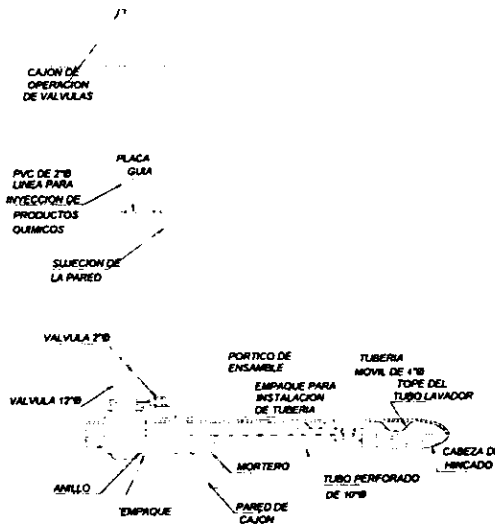 CAJON DE
OPERACION
DE VALVULAS
PLACA
GUIA
PVC DE 2"Ø
LINEA PARA
INYECCION DE
PRODUCTOS
QUIMICOS
SUJECION DE
LA PARED
VALVULA 2"Ø
VALVULA 12"Ø
PORTICO DE
ENSAMBLE
EMPAQUE PARA
INSTALACION
DE TUBERIA
TUBERIA
MOVIL DE 4"Ø
TOPE DEL
TUBO LAVADOR
CABEZA DE
HINCADO
ANILLO
EMPAQUE
MORTERO
PARED DE
CAJON
TUBO PERFORADO
DE 10"Ø